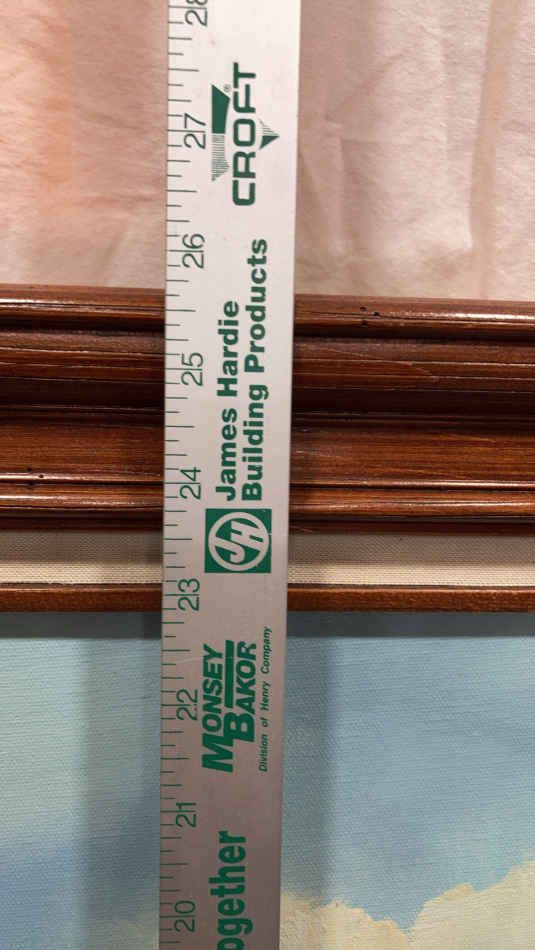 28
27
CROFT®
26
James Hardie
Building Products
25
24
JH
23
MONSEY
BAKOR
Division of Henry Company
22
21
20
ogether